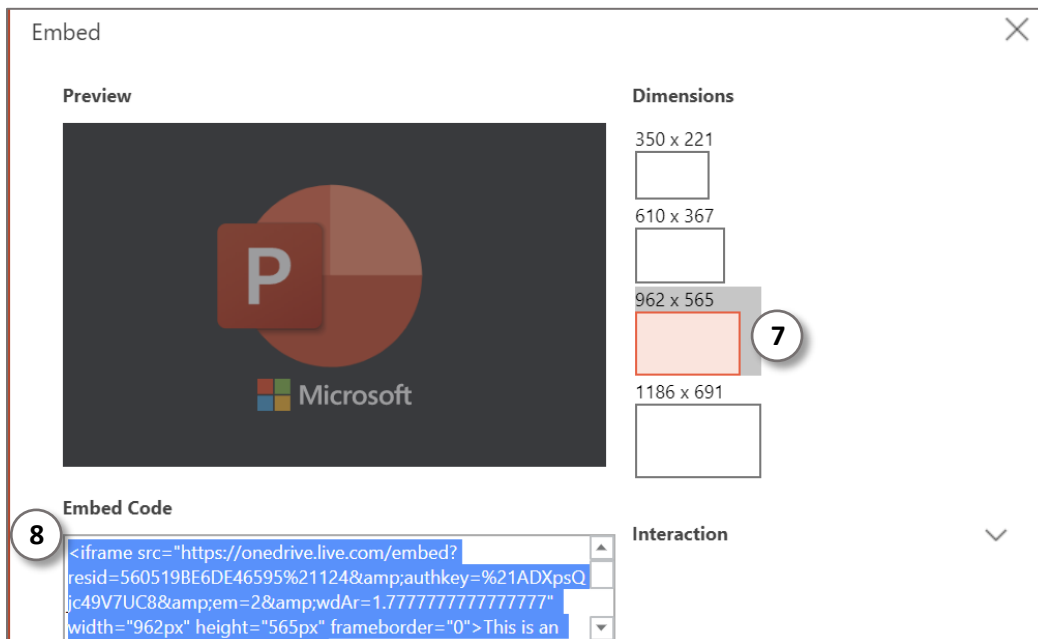 Embed
Preview
Dimensions
350 x 221
610 x 367
962 x 565
7
1186 x 691
P
Microsoft
Embed Code
8
<iframe src="https://onedrive.live.com/embed?
resid=560519BE6DE46595%21124&amp;authkey=%21ADXpsQ
jc49V7UC8&amp;em=2&amp;wdAr=1.7777777777777777"
width="962px" height="565px" frameborder="0">This is an
Interaction